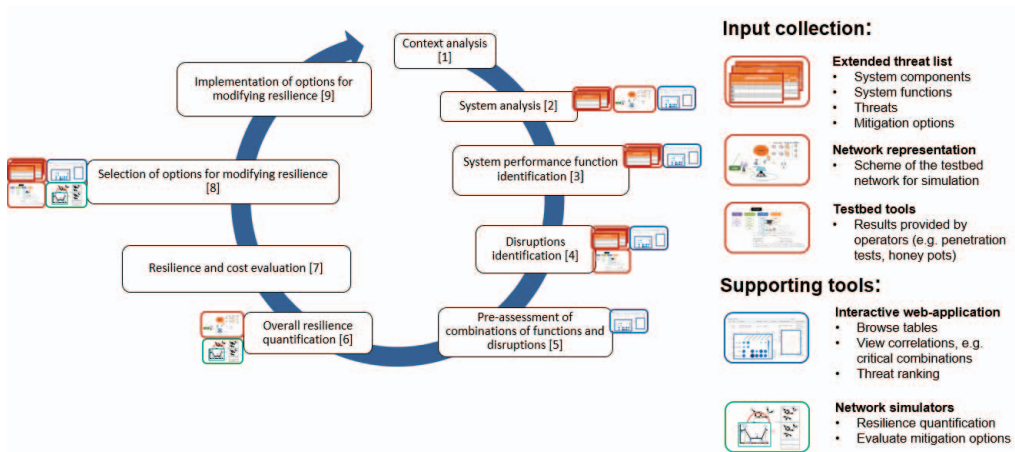 Context analysis
[1]
System analysis [2]
System performance function
identification [3]
Disruptions
identification [4]
Pre-assessment of
combinations of functions and
disruptions [5]
Overall resilience
quantification [6]
Resilience and cost evaluation [7]
Selection of options for modifying resilience
[8]
Implementation of options for
modifying resilience [9]
Input collection:
Extended threat list
• System components
• System functions
• Threats
• Mitigation options
Network representation
• Scheme of the testbed
network for simulation
Testbed tools
• Results provided by
operators (e.g. penetration
tests, honey pots)
Supporting tools:
Interactive web-application
• Browse tables
• View correlations, e.g.
critical combinations
• Threat ranking
Network simulators
• Resilience quantification
• Evaluate mitigation options